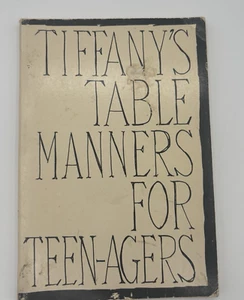 TIFFANY'S
TABLE
MANNERS
FOR
TEEN-AGERS